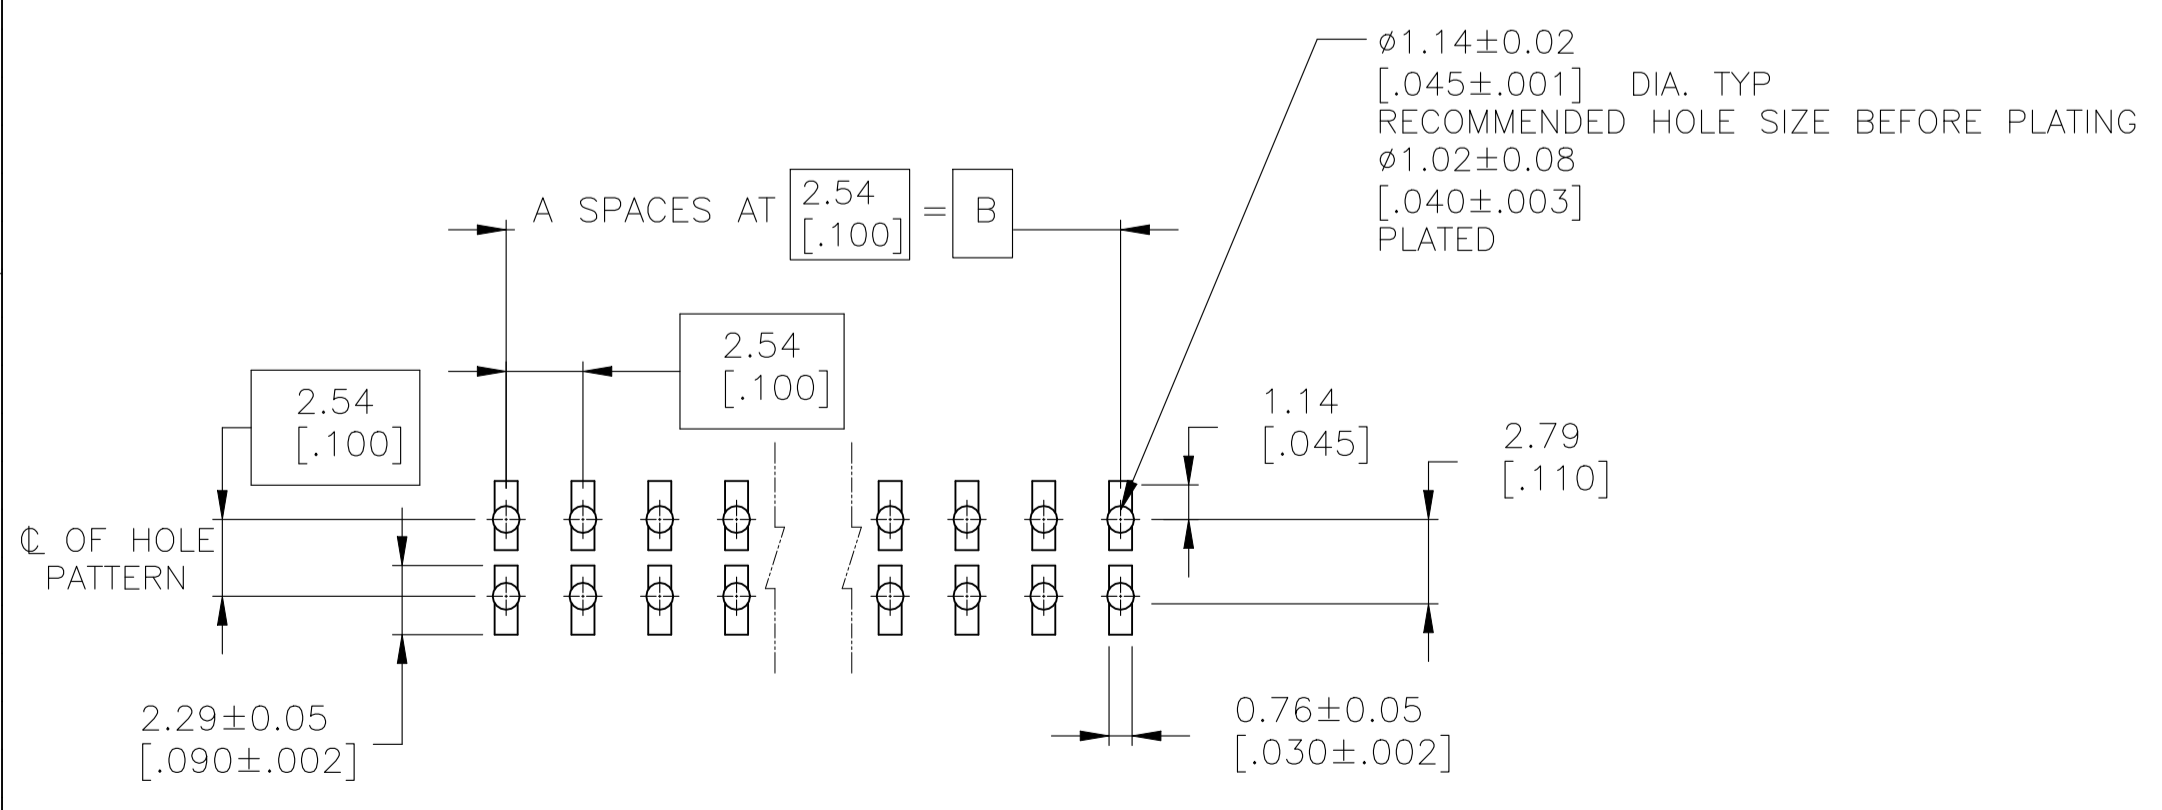 ⌀1.14±0.02
[.045±.001] DIA. TYP
RECOMMENDED HOLE SIZE BEFORE PLATING
⌀1.02±0.08
[.040±.003]
PLATED
A SPACES AT 2.54 [.100] = B
2.54
[.100]
2.54
[.100]
1.14
[.045]
2.79
[.110]
℄ OF HOLE
PATTERN
2.29±0.05
[.090±.002]
0.76±0.05
[.030±.002]